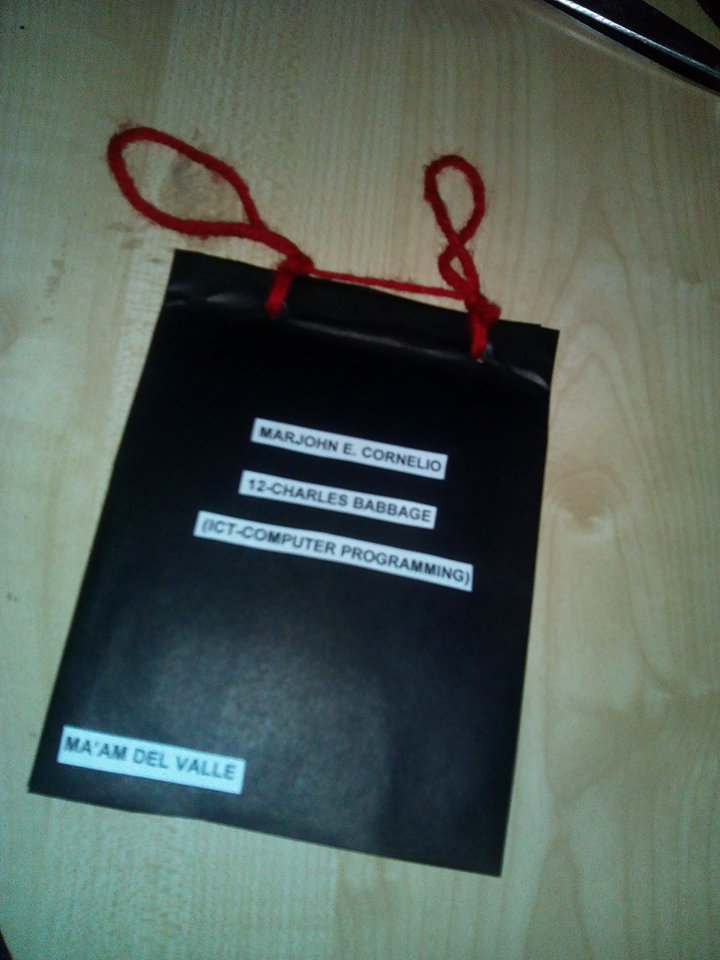 MARJOHN E. CORNELIO
12-CHARLES BABBAGE
(ICT-COMPUTER PROGRAMMING)
MA'AM DEL VALLE